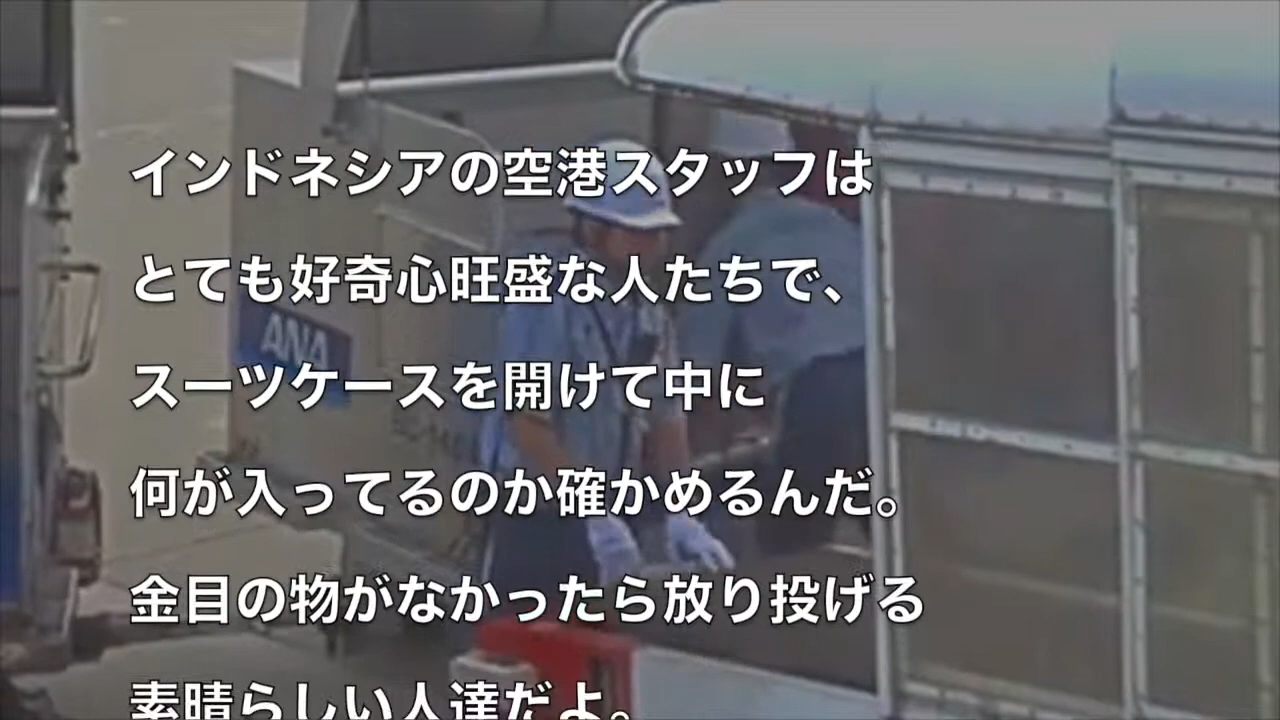 インドネシアの空港スタッフは
とても好奇心旺盛な人たちで、
スーツケースを開けて中に
何が入ってるのか確かめるんだ。
金目の物がなかったら放り投げる
素晴らしい人達だよ。
ANA